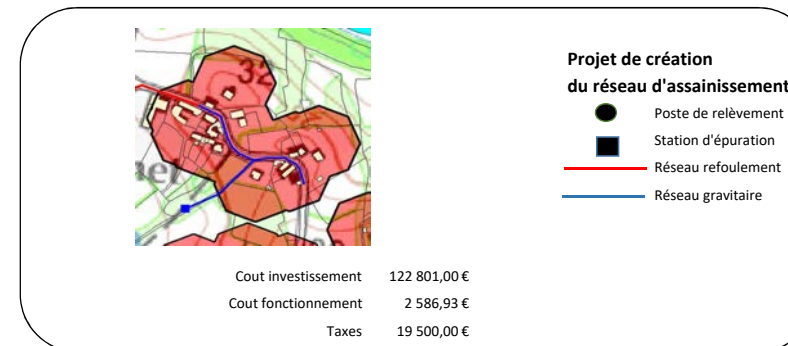 32
Projet de création
du réseau d'assainissement
Poste de relèvement
Station d'épuration
Réseau refoulement
Réseau gravitaire
Cout investissement 122 801,00 €
Cout fonctionnement 2 586,93 €
Taxes 19 500,00 €